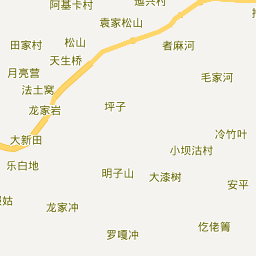 阿基卡村
袁家松山
田家村
松山
者麻河
天生桥
月亮营
毛家河
法土窝
龙家岩
坪子
冷竹叶
大新田
小坝沽村
乐白地
明子山
大漆树
安平
龙家冲
罗嘎冲
仡佬箐